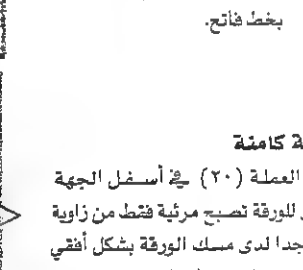 بخط فاتح.
ة كامنة
العملة (٢٠) في أسفل الجهة
للورقة تصبح مرئية فقط من زاوية
جدا لدى مسك الورقة بشكل أفقي